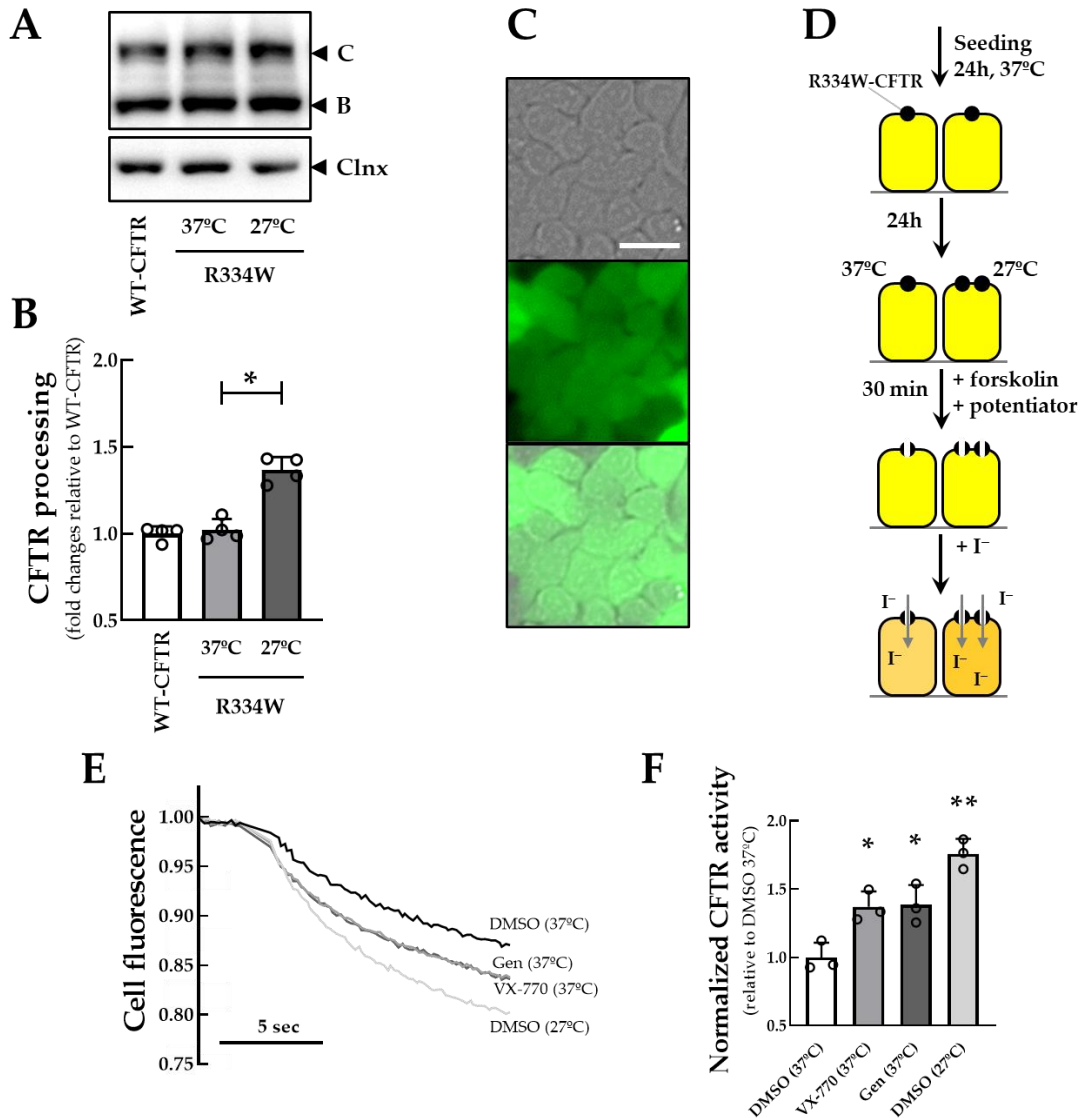 A
C
B
Clnx
WT-CFTR
37ºC
27ºC
R334W
B
CFTR processing
(fold changes relative to WT-CFTR)
2.0
1.5
1.0
0.5
*
WT-CFTR
37ºC
27ºC
R334W
C
D
Seeding
24h, 37ºC
R334W-CFTR
24h
37ºC
27ºC
30 min
+ forskolin
+ potentiator
+ I⁻
I⁻
I⁻
I⁻
I⁻
I⁻
E
Cell fluorescence
1.00
0.95
0.90
0.85
0.80
0.75
DMSO (37ºC)
Gen (37ºC)
VX-770 (37ºC)
DMSO (27ºC)
5 sec
F
Normalized CFTR activity
(relative to DMSO 37ºC)
2.0
1.5
1.0
0.5
*
*
**
DMSO (37ºC)
VX-770 (37ºC)
Gen (37ºC)
DMSO (27ºC)